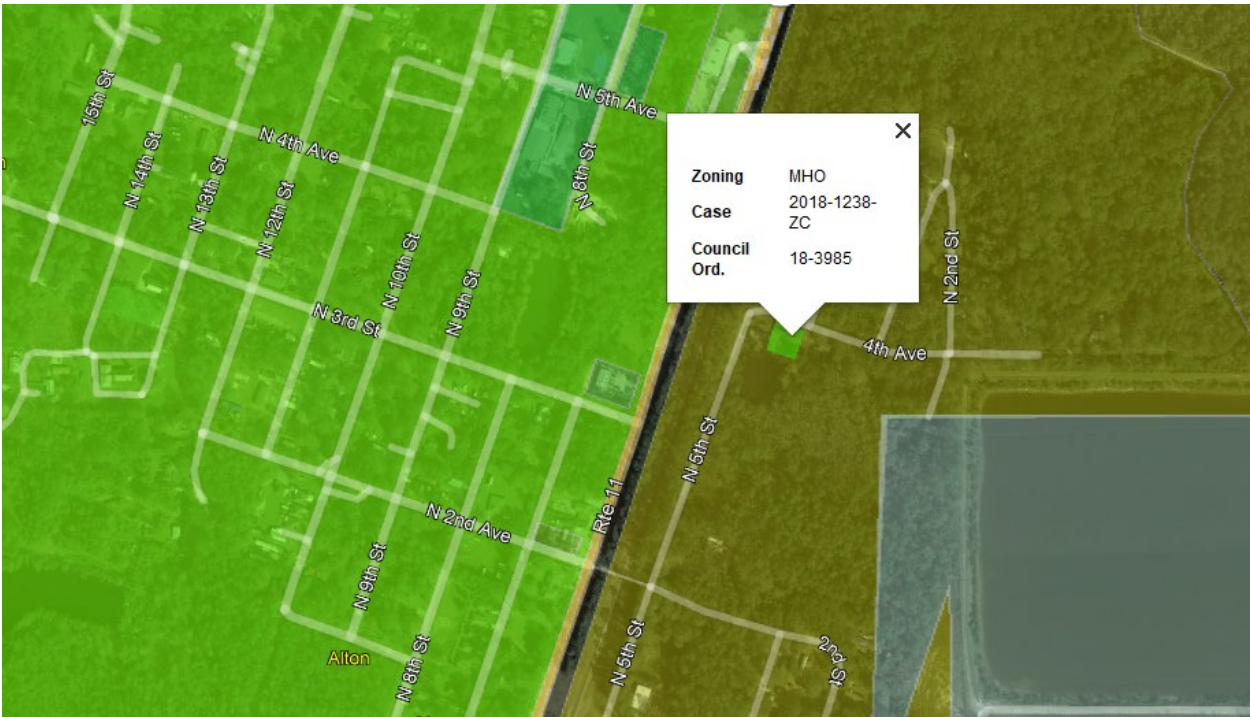 N 5th Ave
15th St
N 4th Ave
N 14th St
N 13th St
N 8th St
N 12th St
N 10th St
N 9th St
N 3rd St
Zoning MHO
Case 2018-1238-
ZC
Council
Ord. 18-3985
N 2nd St
4th Ave
N 5th St
Rte 11
N 2nd Ave
N 9th St
Alton
N 8th St
N 5th St
2nd St